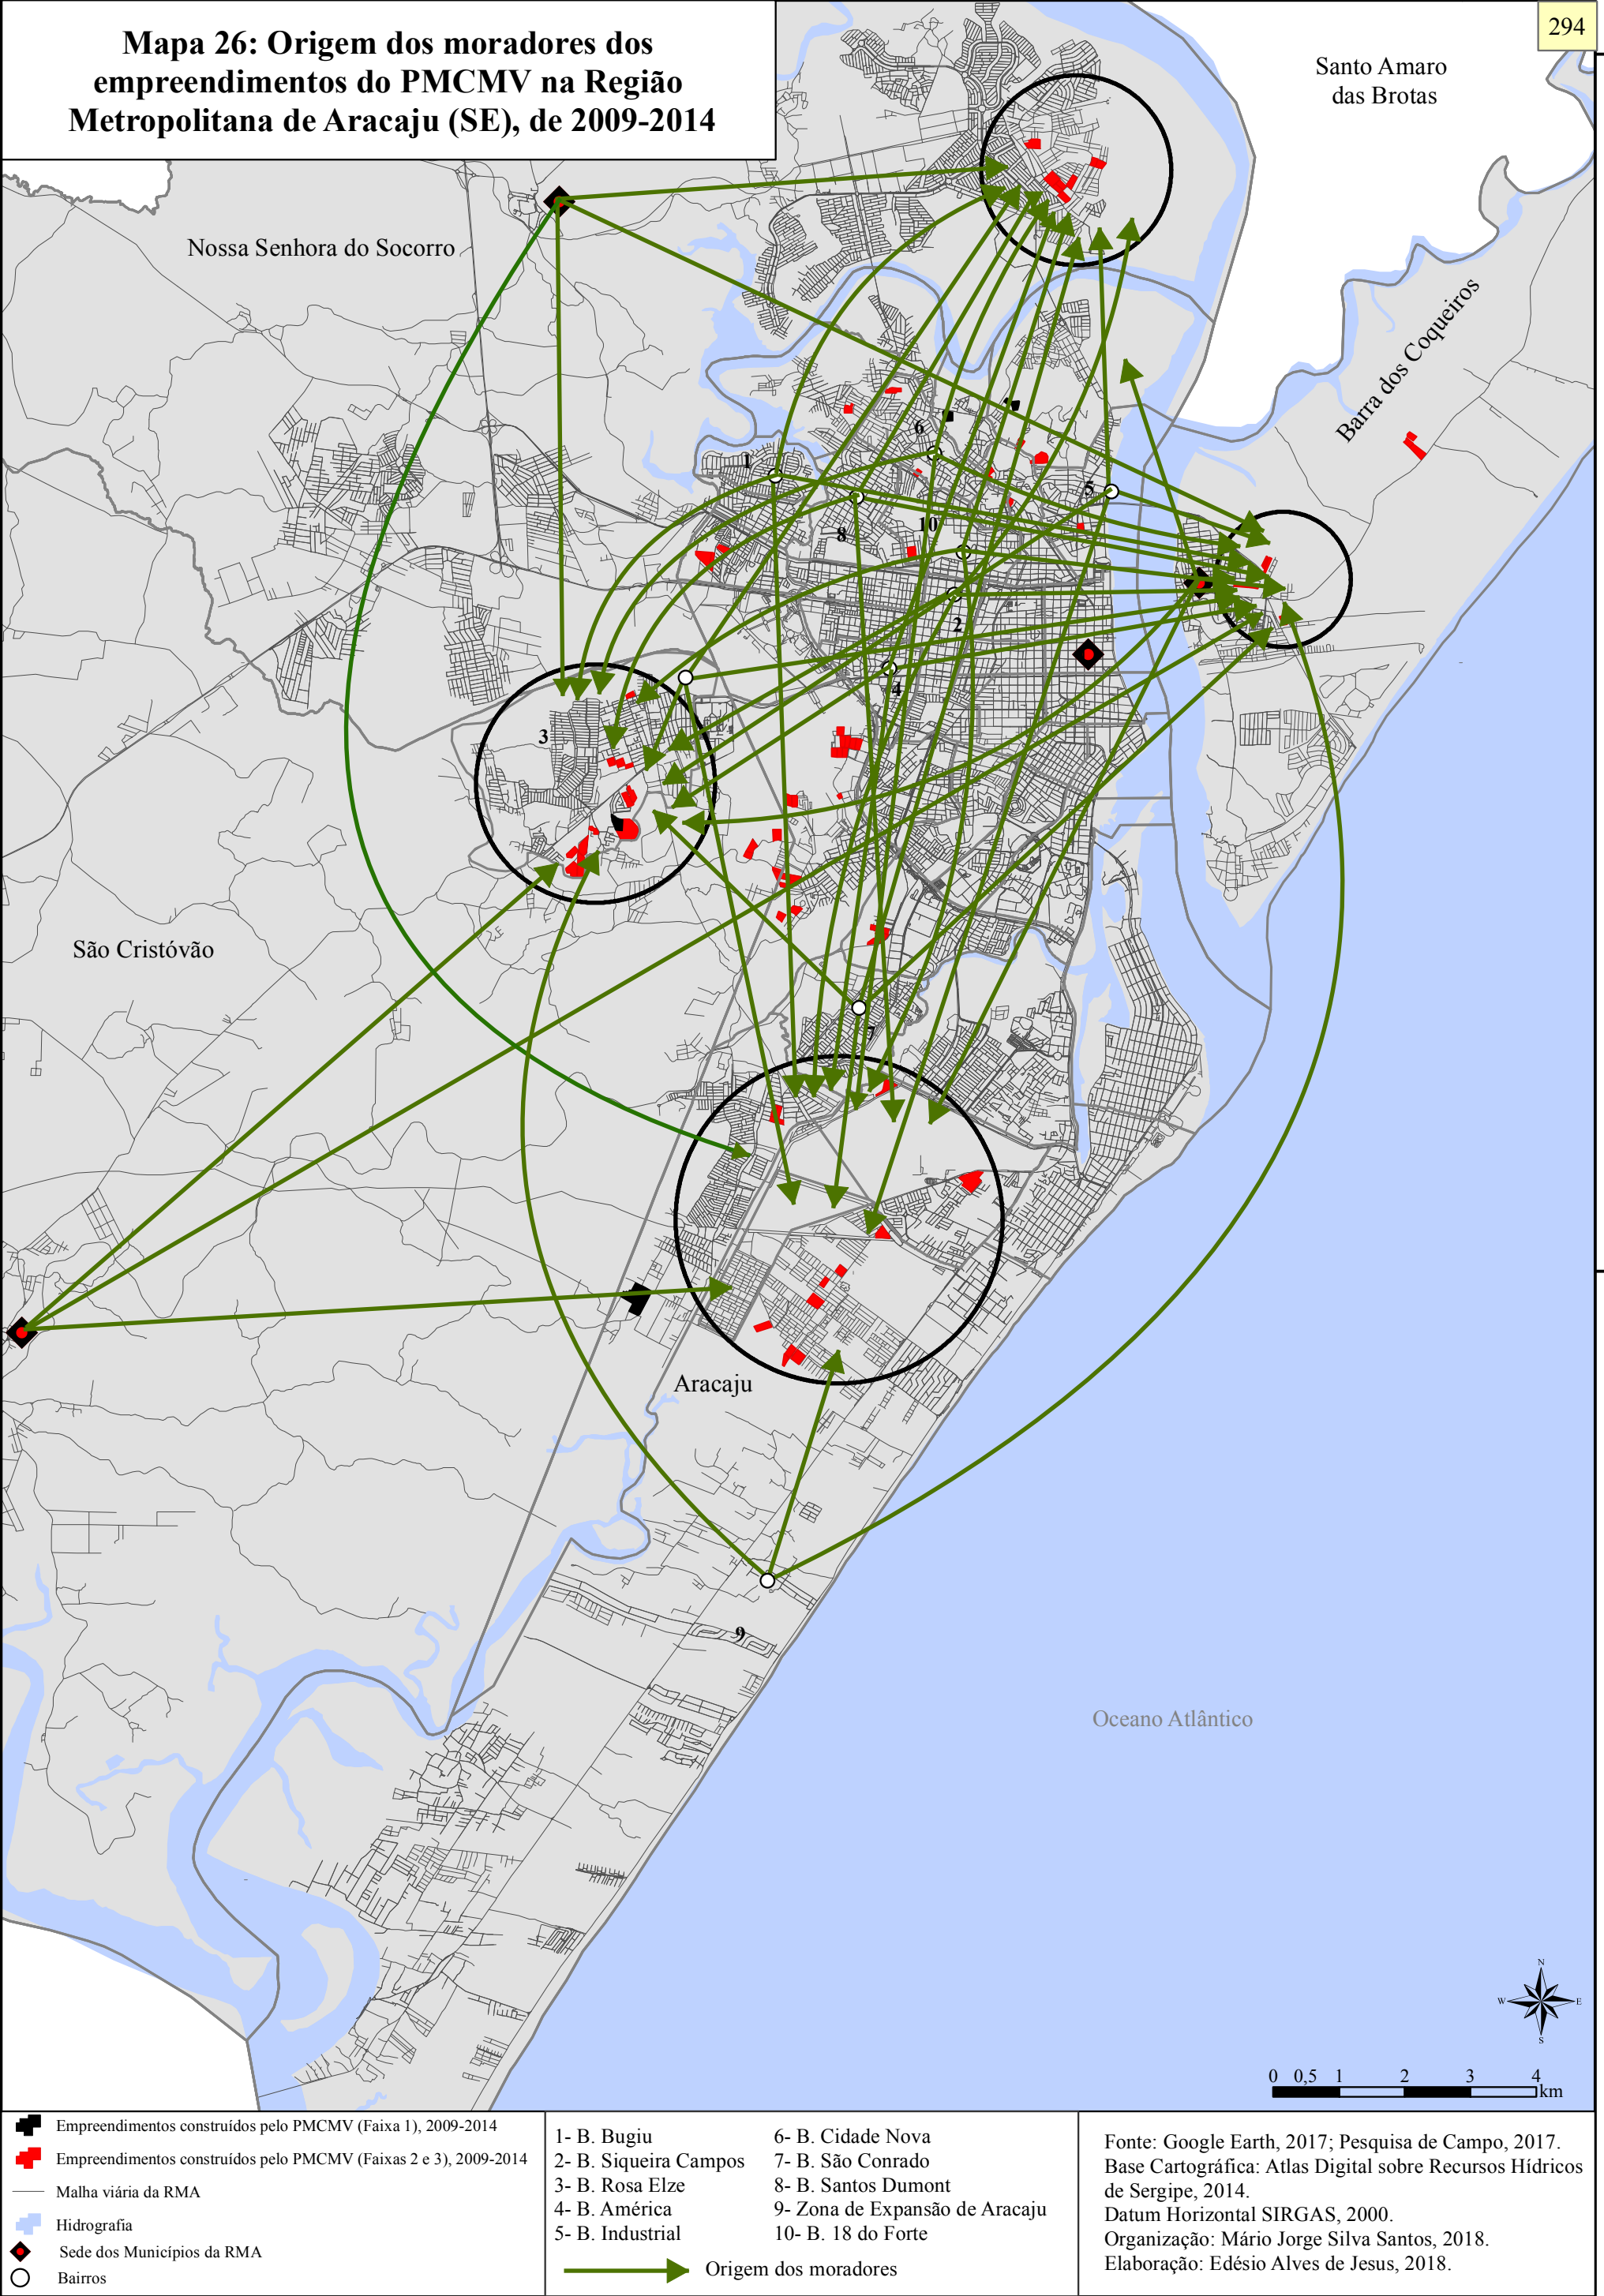 Mapa 26: Origem dos moradores dos
empreendimentos do PMCMV na Região
Metropolitana de Aracaju (SE), de 2009-2014
294
Santo Amaro
das Brotas
Nossa Senhora do Socorro
Barra dos Coqueiros
6
1
5
10
8
2
4
3
São Cristóvão
7
Aracaju
9
Oceano Atlântico
N
W
E
S
0 0,5 1 2 3 4
km
Empreendimentos construídos pelo PMCMV (Faixa 1), 2009-2014
Empreendimentos construídos pelo PMCMV (Faixas 2 e 3), 2009-2014
Malha viária da RMA
Hidrografia
Sede dos Municípios da RMA
Bairros
1- B. Bugiu
2- B. Siqueira Campos
3- B. Rosa Elze
4- B. América
5- B. Industrial
6- B. Cidade Nova
7- B. São Conrado
8- B. Santos Dumont
9- Zona de Expansão de Aracaju
10- B. 18 do Forte
Origem dos moradores
Fonte: Google Earth, 2017; Pesquisa de Campo, 2017.
Base Cartográfica: Atlas Digital sobre Recursos Hídricos
de Sergipe, 2014.
Datum Horizontal SIRGAS, 2000.
Organização: Mário Jorge Silva Santos, 2018.
Elaboração: Edésio Alves de Jesus, 2018.